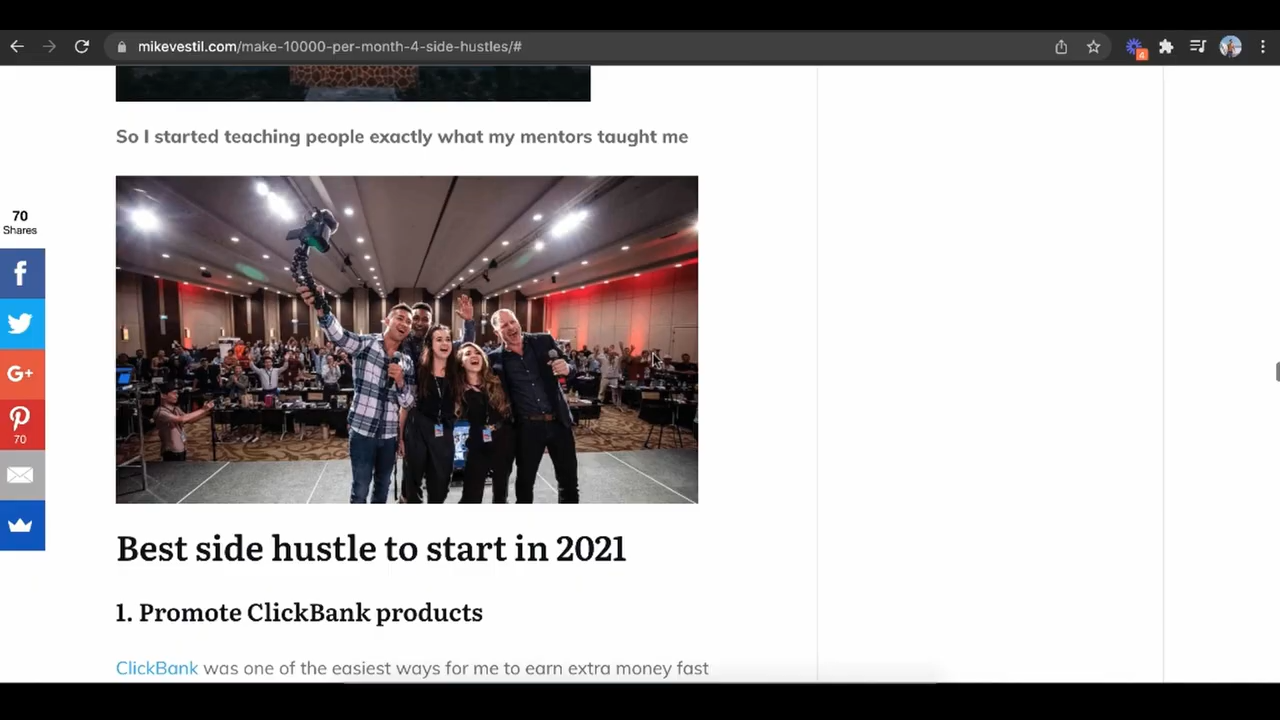 mikevestil.com/make-10000-per-month-4-side-hustles/#
4
So I started teaching people exactly what my mentors taught me
70
Shares
f
G+
70
Best side hustle to start in 2021
1. Promote ClickBank products
ClickBank was one of the easiest ways for me to earn extra money fast